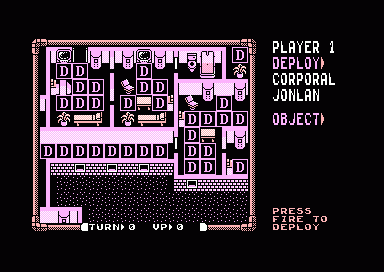 PLAYER 1
DEPLOY
CORPORAL
JONLAN
OBJECT
D D D D D D D D
PRESS
FIRE TO
DEPLOY
TURN 0 VP 0